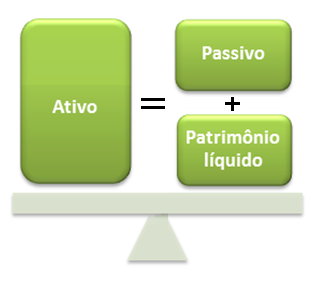 Ativo
=
Passivo
+
Patrimônio
líquido